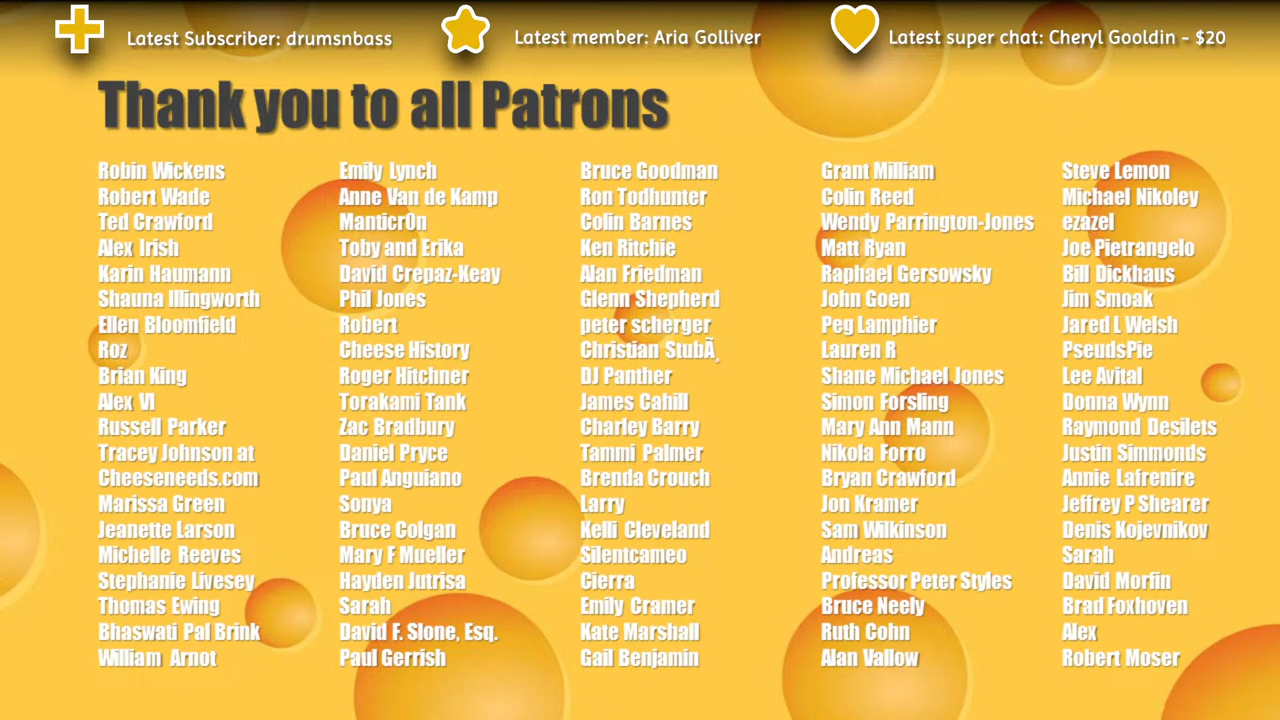 Latest Subscriber: drumsnbass
Latest member: Aria Golliver
Latest super chat: Cheryl Gooldin - $20
Thank you to all Patrons
Robin Wickens
Robert Wade
Ted Crawford
Alex Irish
Karin Haumann
Shauna Illingworth
Ellen Bloomfield
Roz
Brian King
Alex VI
Russell Parker
Tracey Johnson at
Cheeseneeds.com
Marissa Green
Jeanette Larson
Michelle Reeves
Stephanie Livesey
Thomas Ewing
Bhaswati Pal Brink
William Arnot
Emily Lynch
Anne Van de Kamp
Manticr0n
Toby and Erika
David Crepaz-Keay
Phil Jones
Robert
Cheese History
Roger Hitchner
Torakami Tank
Zac Bradbury
Daniel Pryce
Paul Anguiano
Sonya
Bruce Colgan
Mary F Mueller
Hayden Jutrisa
Sarah
David F. Slone, Esq.
Paul Gerrish
Bruce Goodman
Ron Todhunter
Colin Barnes
Ken Ritchie
Alan Friedman
Glenn Shepherd
peter scherger
Christian StubÃ¸
DJ Panther
James Cahill
Charley Barry
Tammi Palmer
Brenda Crouch
Larry
Kelli Cleveland
Silentcameo
Cierra
Emily Cramer
Kate Marshall
Gail Benjamin
Grant Milliam
Colin Reed
Wendy Parrington-Jones
Matt Ryan
Raphael Gersowsky
John Goen
Peg Lamphier
Lauren R
Shane Michael Jones
Simon Forsling
Mary Ann Mann
Nikola Forro
Bryan Crawford
Jon Kramer
Sam Wilkinson
Andreas
Professor Peter Styles
Bruce Neely
Ruth Cohn
Alan Vallow
Steve Lemon
Michael Nikoley
ezazel
Joe Pietrangelo
Bill Dickhaus
Jim Smoak
Jared L Welsh
PseudsPie
Lee Avital
Donna Wynn
Raymond Desilets
Justin Simmonds
Annie Lafrenire
Jeffrey P Shearer
Denis Kojevnikov
Sarah
David Morfin
Brad Foxhoven
Alex
Robert Moser